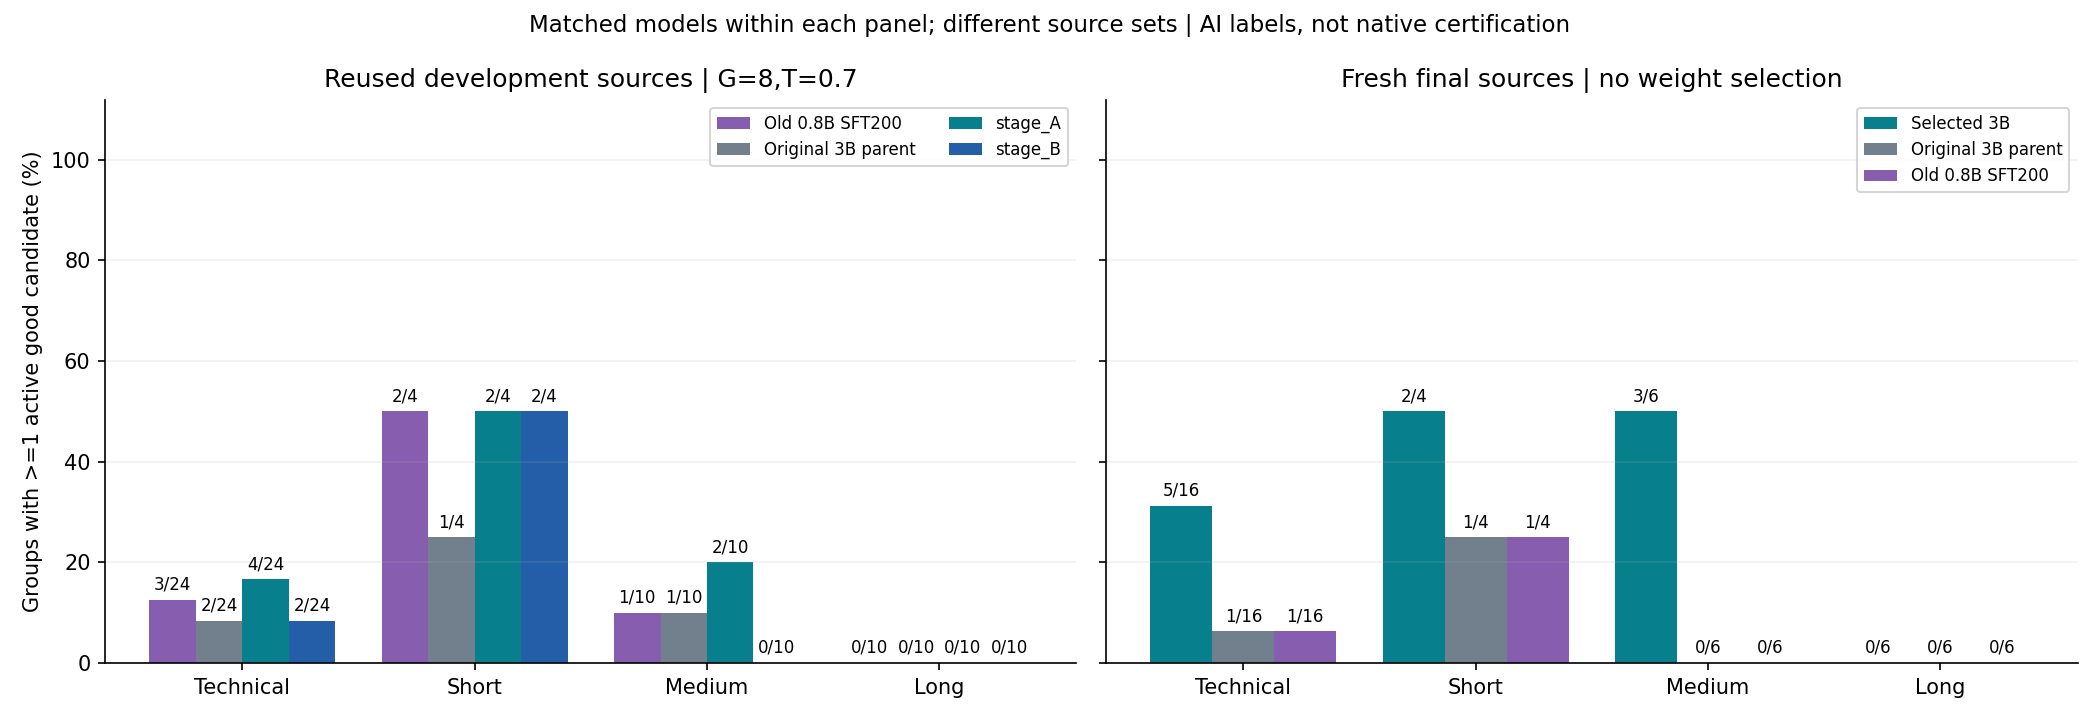 Matched models within each panel; different source sets | AI labels, not native certification
Reused development sources | G=8,T=0.7
Old 0.8B SFT200
Original 3B parent
stage_A
stage_B
Groups with >=1 active good candidate (%)
100
80
60
40
20
0
3/24
2/24
4/24
2/24
2/4
1/4
2/4
2/4
1/10
1/10
2/10
0/10
0/10
0/10
0/10
0/10
Technical
Short
Medium
Long
Fresh final sources | no weight selection
Selected 3B
Original 3B parent
Old 0.8B SFT200
5/16
1/16
1/16
2/4
1/4
1/4
3/6
0/6
0/6
0/6
0/6
0/6
Technical
Short
Medium
Long